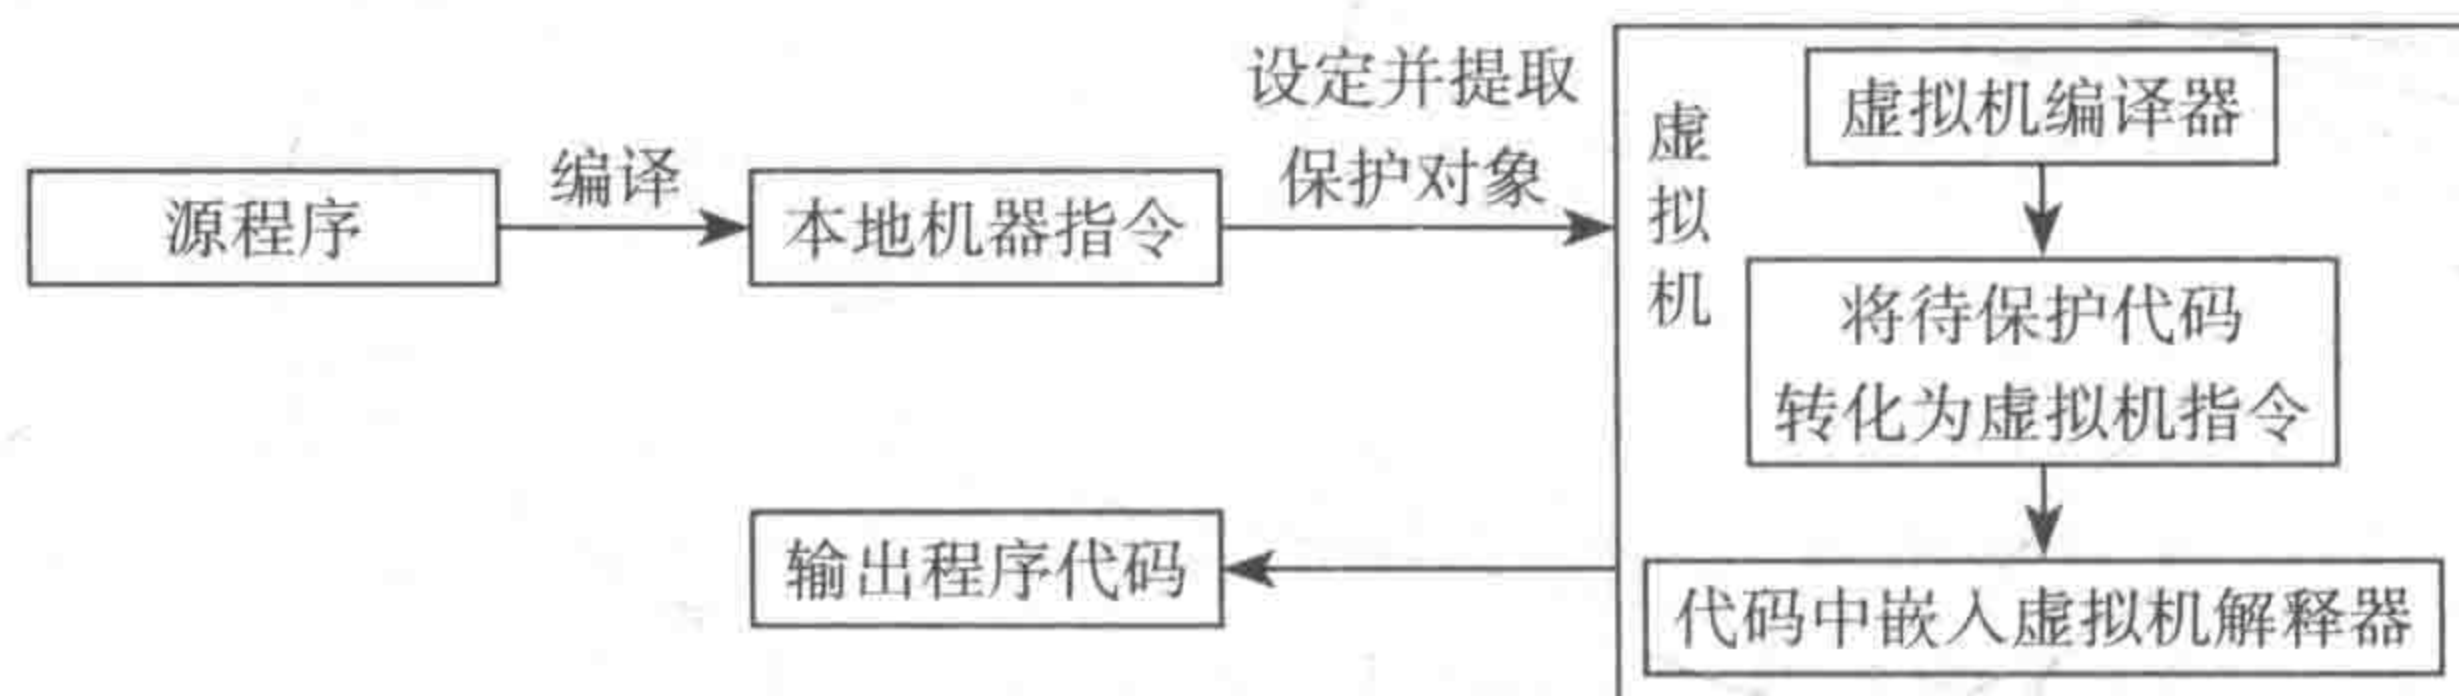 源程序
编译
本地机器指令
设定并提取
保护对象
虚拟机
虚拟机编译器
将待保护代码
转化为虚拟机指令
代码中嵌入虚拟机解释器
输出程序代码